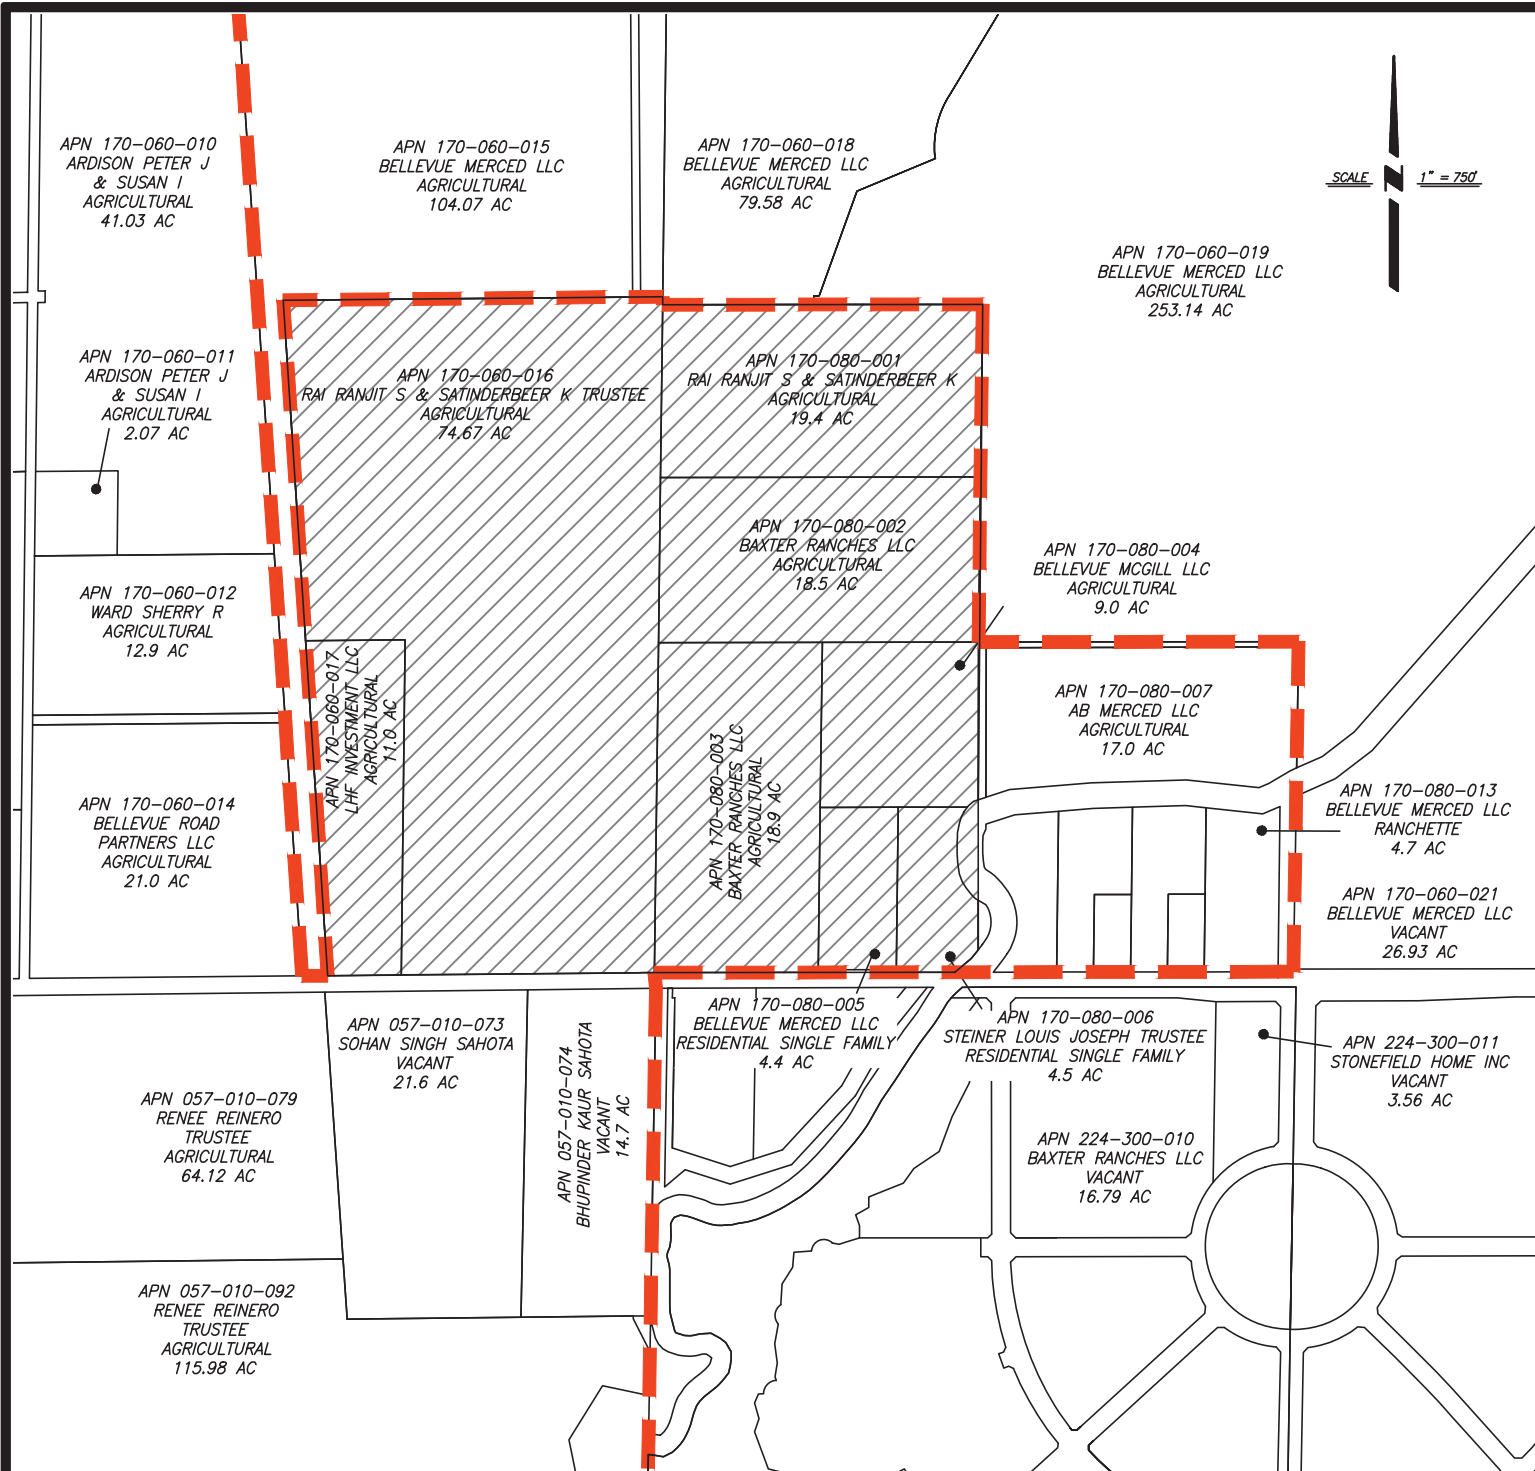 APN 170-060-010
ARDISON PETER J
& SUSAN I
AGRICULTURAL
41.03 AC
APN 170-060-015
BELLEVUE MERCED LLC
AGRICULTURAL
104.07 AC
APN 170-060-018
BELLEVUE MERCED LLC
AGRICULTURAL
79.58 AC
SCALE N 1" = 750'
APN 170-060-019
BELLEVUE MERCED LLC
AGRICULTURAL
253.14 AC
APN 170-060-011
ARDISON PETER J
& SUSAN I
AGRICULTURAL
2.07 AC
APN 170-060-016
RAI RANJIT S & SATINDERBEER K TRUSTEE
AGRICULTURAL
74.67 AC
APN 170-080-001
RAI RANJIT S & SATINDERBEER K
AGRICULTURAL
19.4 AC
APN 170-080-002
BAXTER RANCHES LLC
AGRICULTURAL
18.5 AC
APN 170-080-004
BELLEVUE MCGILL LLC
AGRICULTURAL
9.0 AC
APN 170-060-012
WARD SHERRY R
AGRICULTURAL
12.9 AC
APN 170-060-017
LHF INVESTMENT LLC
AGRICULTURAL
11.0 AC
APN 170-080-003
BAXTER RANCHES LLC
AGRICULTURAL
18.9 AC
APN 170-080-007
AB MERCED LLC
AGRICULTURAL
17.0 AC
APN 170-060-014
BELLEVUE ROAD
PARTNERS LLC
AGRICULTURAL
21.0 AC
APN 170-080-013
BELLEVUE MERCED LLC
RANCHETTE
4.7 AC
APN 170-060-021
BELLEVUE MERCED LLC
VACANT
26.93 AC
APN 057-010-073
SOHAN SINGH SAHOTA
VACANT
21.6 AC
APN 057-010-074
BHUPINDER KAUR SAHOTA
VACANT
14.7 AC
APN 170-080-005
BELLEVUE MERCED LLC
RESIDENTIAL SINGLE FAMILY
4.4 AC
APN 170-080-006
STEINER LOUIS JOSEPH TRUSTEE
RESIDENTIAL SINGLE FAMILY
4.5 AC
APN 224-300-011
STONEFIELD HOME INC
VACANT
3.56 AC
APN 057-010-079
RENEE REINERO
TRUSTEE
AGRICULTURAL
64.12 AC
APN 224-300-010
BAXTER RANCHES LLC
VACANT
16.79 AC
APN 057-010-092
RENEE REINERO
TRUSTEE
AGRICULTURAL
115.98 AC